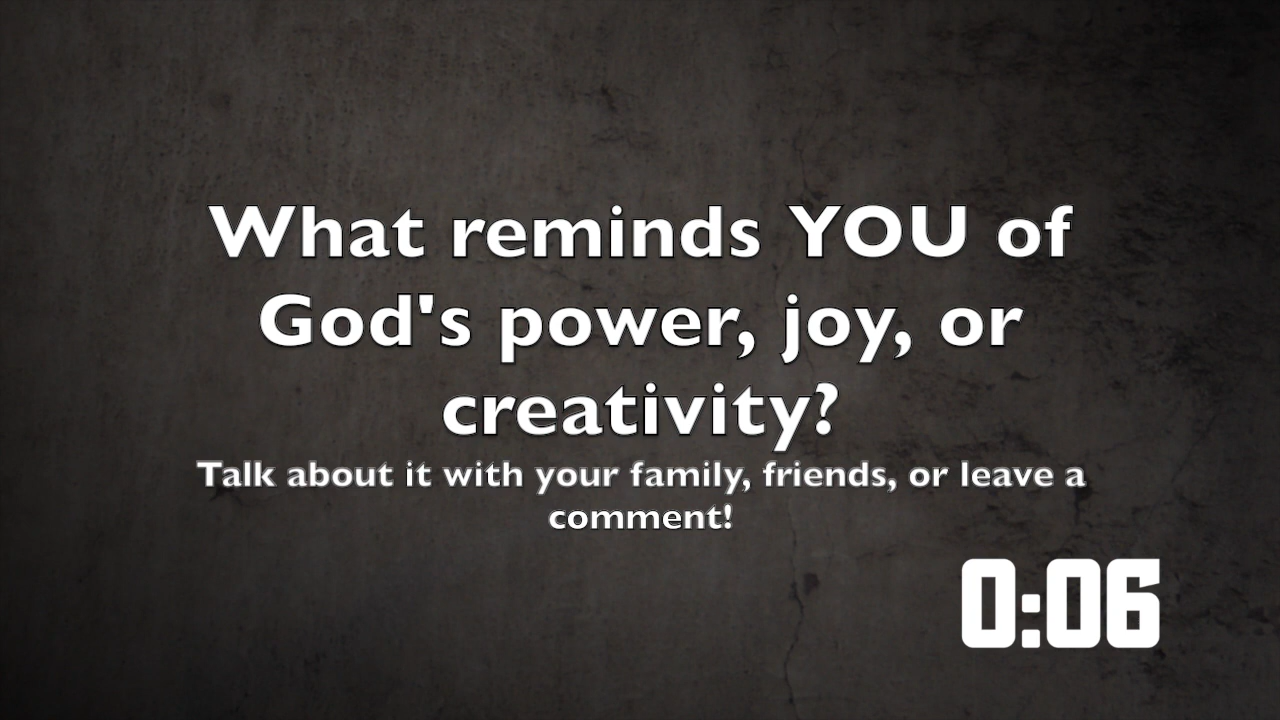 What reminds YOU of
God's power, joy, or
creativity?
Talk about it with your family, friends, or leave a
comment!
0:06